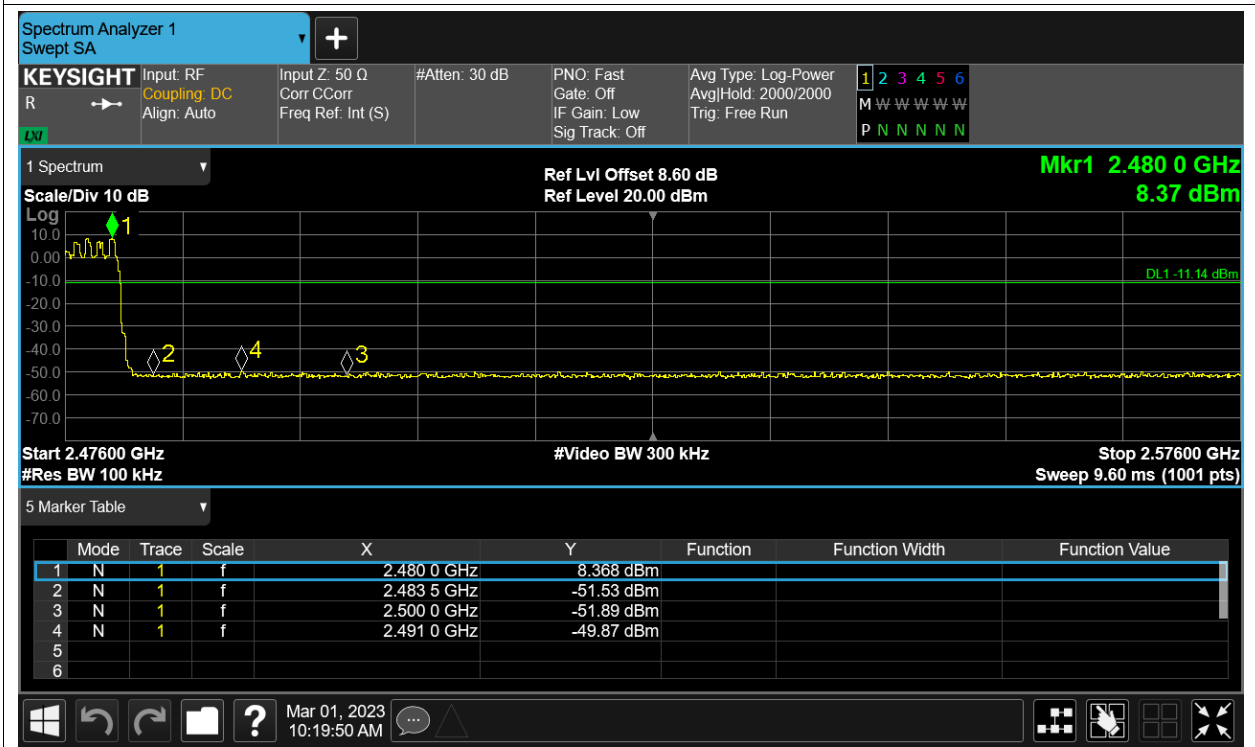 Spectrum Analyzer 1
Swept SA
KEYSIGHT
R
LXI
Input: RF
Coupling: DC
Align: Auto
Input Z: 50 Ω
Corr CCorr
Freq Ref: Int (S)
#Atten: 30 dB
PNO: Fast
Gate: Off
IF Gain: Low
Sig Track: Off
Avg Type: Log-Power
Avg|Hold: 2000/2000
Trig: Free Run
1 2 3 4 5 6
M W W W W W
P N N N N N
1 Spectrum
Scale/Div 10 dB
Ref Lvl Offset 8.60 dB
Ref Level 20.00 dBm
Mkr1 2.480 0 GHz
8.37 dBm
Log
10.0
0.00
-10.0
-20.0
-30.0
-40.0
-50.0
-60.0
-70.0
1
DL1 -11.14 dBm
2
4
3
Start 2.47600 GHz
#Video BW 300 kHz
Stop 2.57600 GHz
#Res BW 100 kHz
Sweep 9.60 ms (1001 pts)
5 Marker Table
Mode Trace Scale X Y Function Function Width Function Value
1 N 1 f 2.480 0 GHz 8.368 dBm
2 N 1 f 2.483 5 GHz -51.53 dBm
3 N 1 f 2.500 0 GHz -51.89 dBm
4 N 1 f 2.491 0 GHz -49.87 dBm
5
6
?
Mar 01, 2023
10:19:50 AM